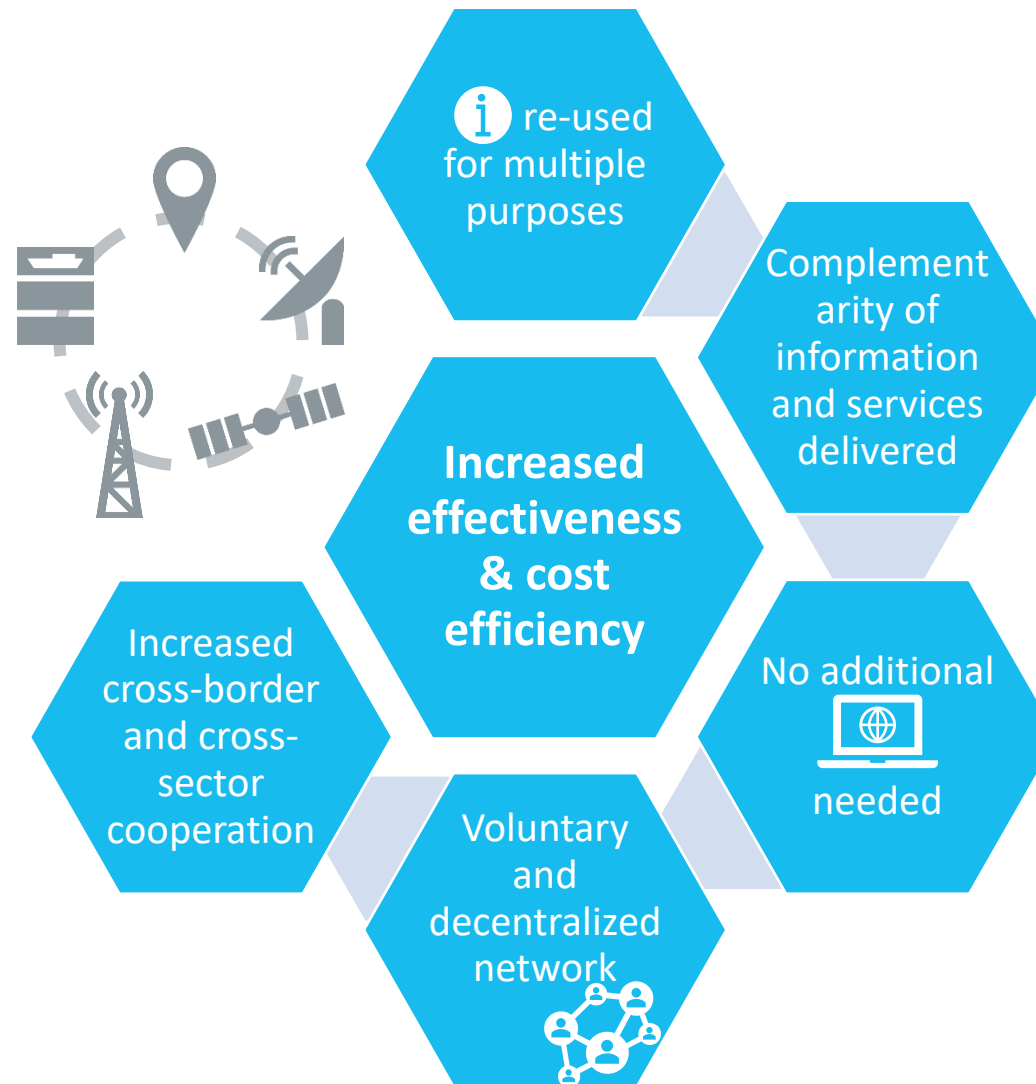 i re-used
for multiple
purposes
Complement
arity of
information
and services
delivered
Increased
effectiveness
& cost
efficiency
No additional
needed
Voluntary
and
decentralized
network
Increased
cross-border
and cross-
sector
cooperation